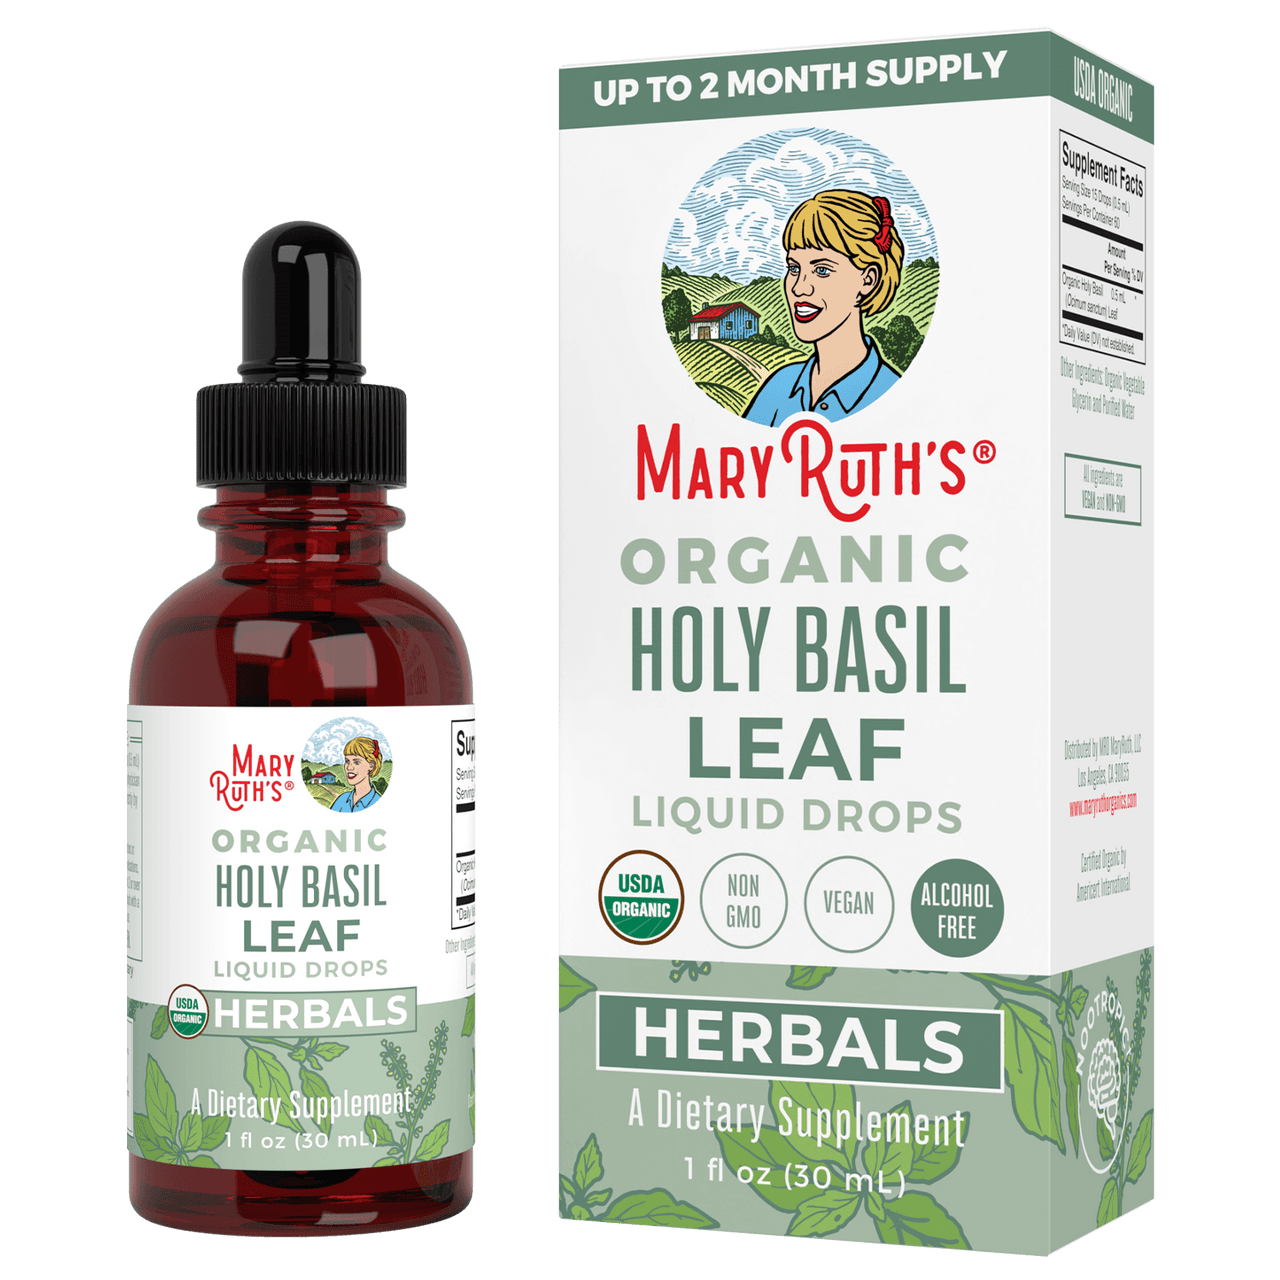 MARY
RUTH'S®
ORGANIC
HOLY BASIL
LEAF
LIQUID DROPS
USDA
ORGANIC
HERBALS
A Dietary Supplement
1 fl oz (30 mL)
Organic
*Daily
Other
UP TO 2 MONTH SUPPLY
MARY RUTH'S®
ORGANIC
HOLY BASIL
LEAF
LIQUID DROPS
USDA
ORGANIC
NON
GMO
VEGAN
ALCOHOL
FREE
HERBALS
A Dietary Supplement
1 fl oz (30 mL)
USDA ORGANIC
Supplement Facts
Serving Size 15 Drops (0.5 mL)
Servings Per Container 60
Amount
Per Serving % DV
Organic Holy Basil 0.5 mL *
(Ocimum sanctum) Leaf
*Daily Value (DV) not established.
Other Ingredients: Organic Vegetable
Glycerin and Purified Water
All ingredients are
VEGAN and NON-GMO
Distributed by MRO MaryRuth, LLC
Los Angeles, CA 90035
www.maryruthorganics.com
Certified Organic by
Americert International
NOOTROPIC